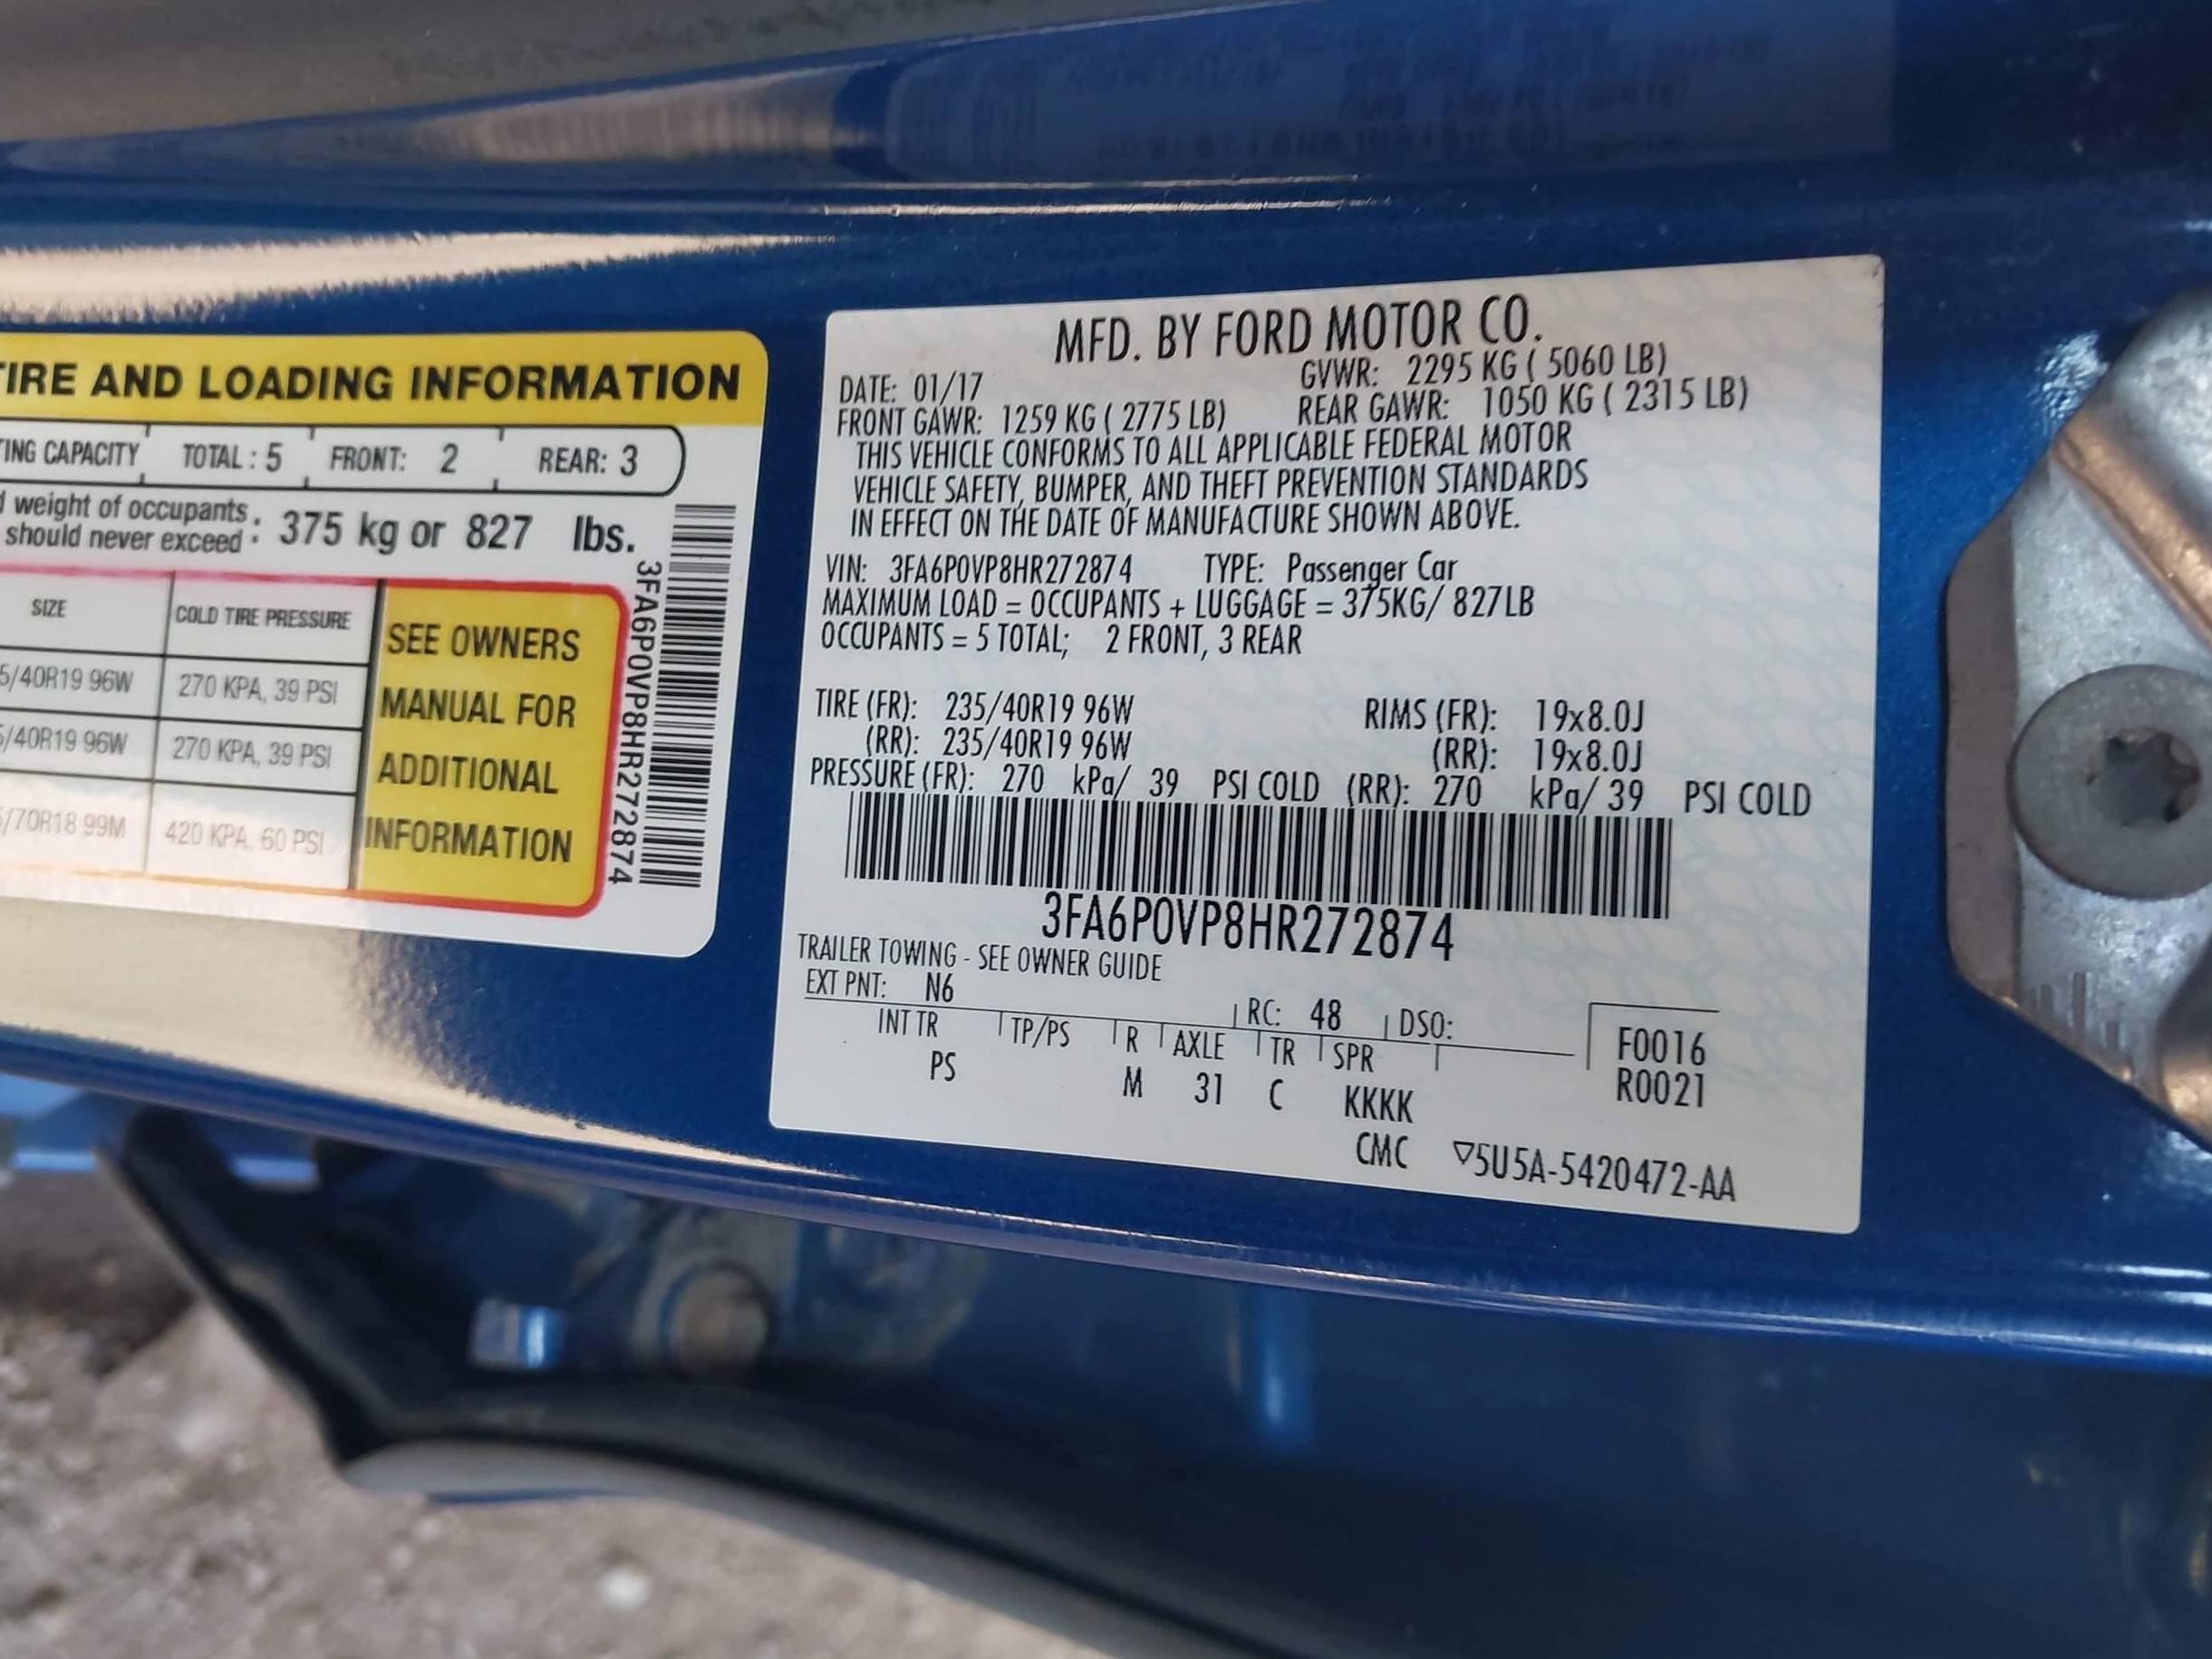 TIRE AND LOADING INFORMATION
TING CAPACITY TOTAL : 5 FRONT: 2 REAR: 3
weight of occupants
should never exceed : 375 kg or 827 lbs.
SIZE COLD TIRE PRESSURE
5/40R19 96W 270 KPA, 39 PSI
5/40R19 96W 270 KPA, 39 PSI
5/70R18 99M 420 KPA, 60 PSI
SEE OWNERS
MANUAL FOR
ADDITIONAL
INFORMATION
3FA6P0VP8HR272874
MFD. BY FORD MOTOR CO.
DATE: 01/17 GVWR: 2295 KG ( 5060 LB)
FRONT GAWR: 1259 KG ( 2775 LB) REAR GAWR: 1050 KG ( 2315 LB)
THIS VEHICLE CONFORMS TO ALL APPLICABLE FEDERAL MOTOR
VEHICLE SAFETY, BUMPER, AND THEFT PREVENTION STANDARDS
IN EFFECT ON THE DATE OF MANUFACTURE SHOWN ABOVE.
VIN: 3FA6P0VP8HR272874 TYPE: Passenger Car
MAXIMUM LOAD = OCCUPANTS + LUGGAGE = 375KG/ 827LB
OCCUPANTS = 5 TOTAL; 2 FRONT, 3 REAR
TIRE (FR): 235/40R19 96W RIMS (FR): 19x8.0J
(RR): 235/40R19 96W (RR): 19x8.0J
PRESSURE (FR): 270 kPa/ 39 PSI COLD (RR): 270 kPa/ 39 PSI COLD
3FA6P0VP8HR272874
TRAILER TOWING - SEE OWNER GUIDE
EXT PNT: N6 RC: 48 DSO:
INT TR TP/PS R AXLE TR SPR F0016
PS M 31 C KKKK R0021
CMC ▽5U5A-5420472-AA